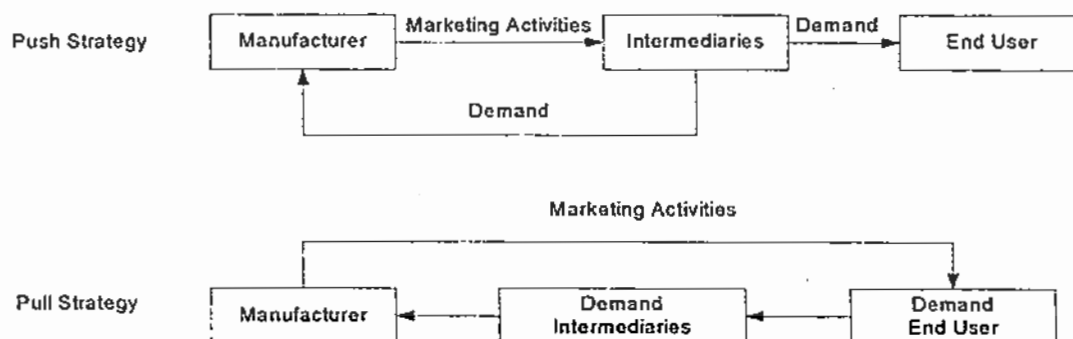 Push Strategy
Manufacturer
Marketing Activities
Intermediaries
Demand
End User
Demand
Marketing Activities
Pull Strategy
Manufacturer
Demand
Intermediaries
Demand
End User